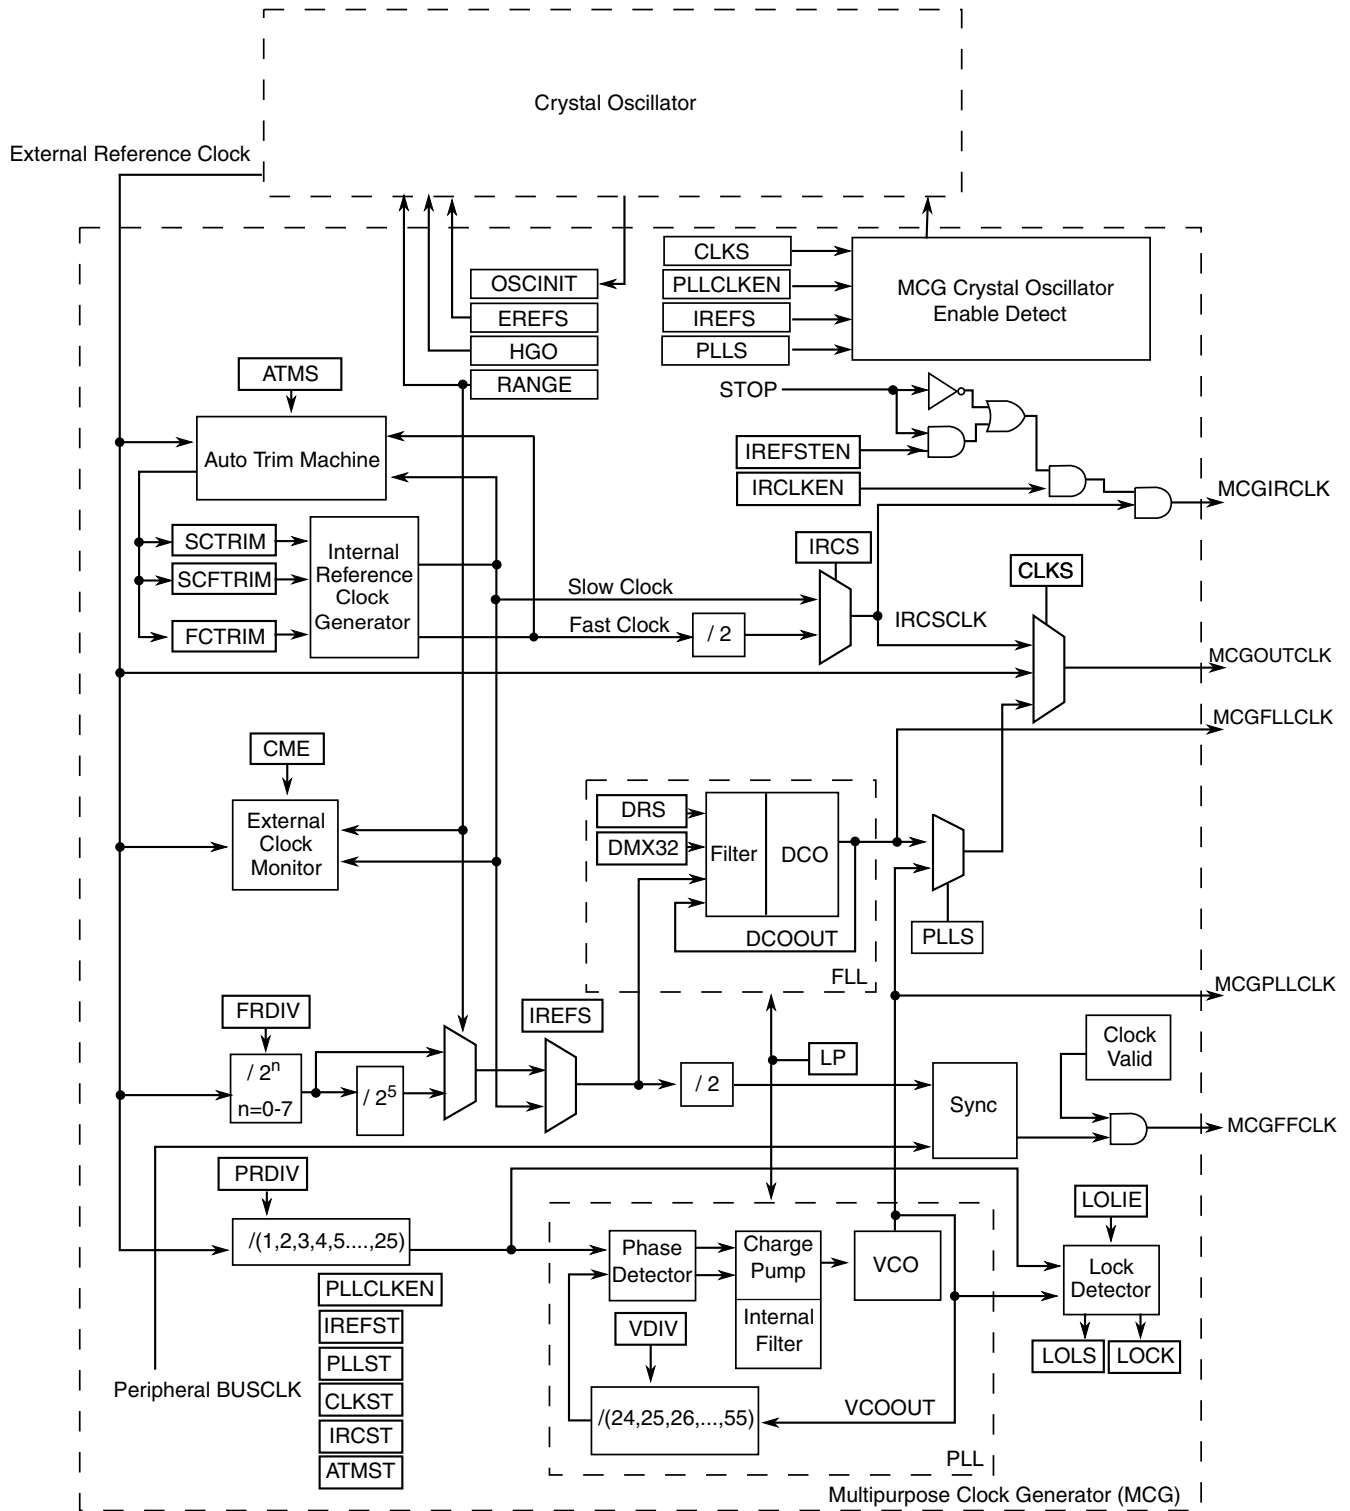 Crystal Oscillator
External Reference Clock
CLKS
PLLCLKEN
IREFS
PLLS
MCG Crystal Oscillator
Enable Detect
OSCINIT
EREFS
HGO
RANGE
ATMS
STOP
Auto Trim Machine
IREFSTEN
IRCLKEN
MCGIRCLK
SCTRIM
SCFTRIM
FCTRIM
Internal
Reference
Clock
Generator
IRCS
CLKS
Slow Clock
Fast Clock
/ 2
IRCSCLK
MCGOUTCLK
MCGFLLCLK
CME
External
Clock
Monitor
DRS
DMX32
Filter
DCO
DCOOUT
FLL
PLLS
MCGPLLCLK
FRDIV
IREFS
/ 2n
n=0-7
/ 25
LP
/ 2
Sync
Clock
Valid
MCGFFCLK
PRDIV
/(1,2,3,4,5....,25)
LOLIE
Phase
Detector
Charge
Pump
Internal
Filter
VCO
Lock
Detector
LOLS
LOCK
VDIV
/(24,25,26,...,55)
VCOOUT
PLL
PLLCLKEN
IREFST
PLLST
CLKST
IRCST
ATMST
Peripheral BUSCLK
Multipurpose Clock Generator (MCG)